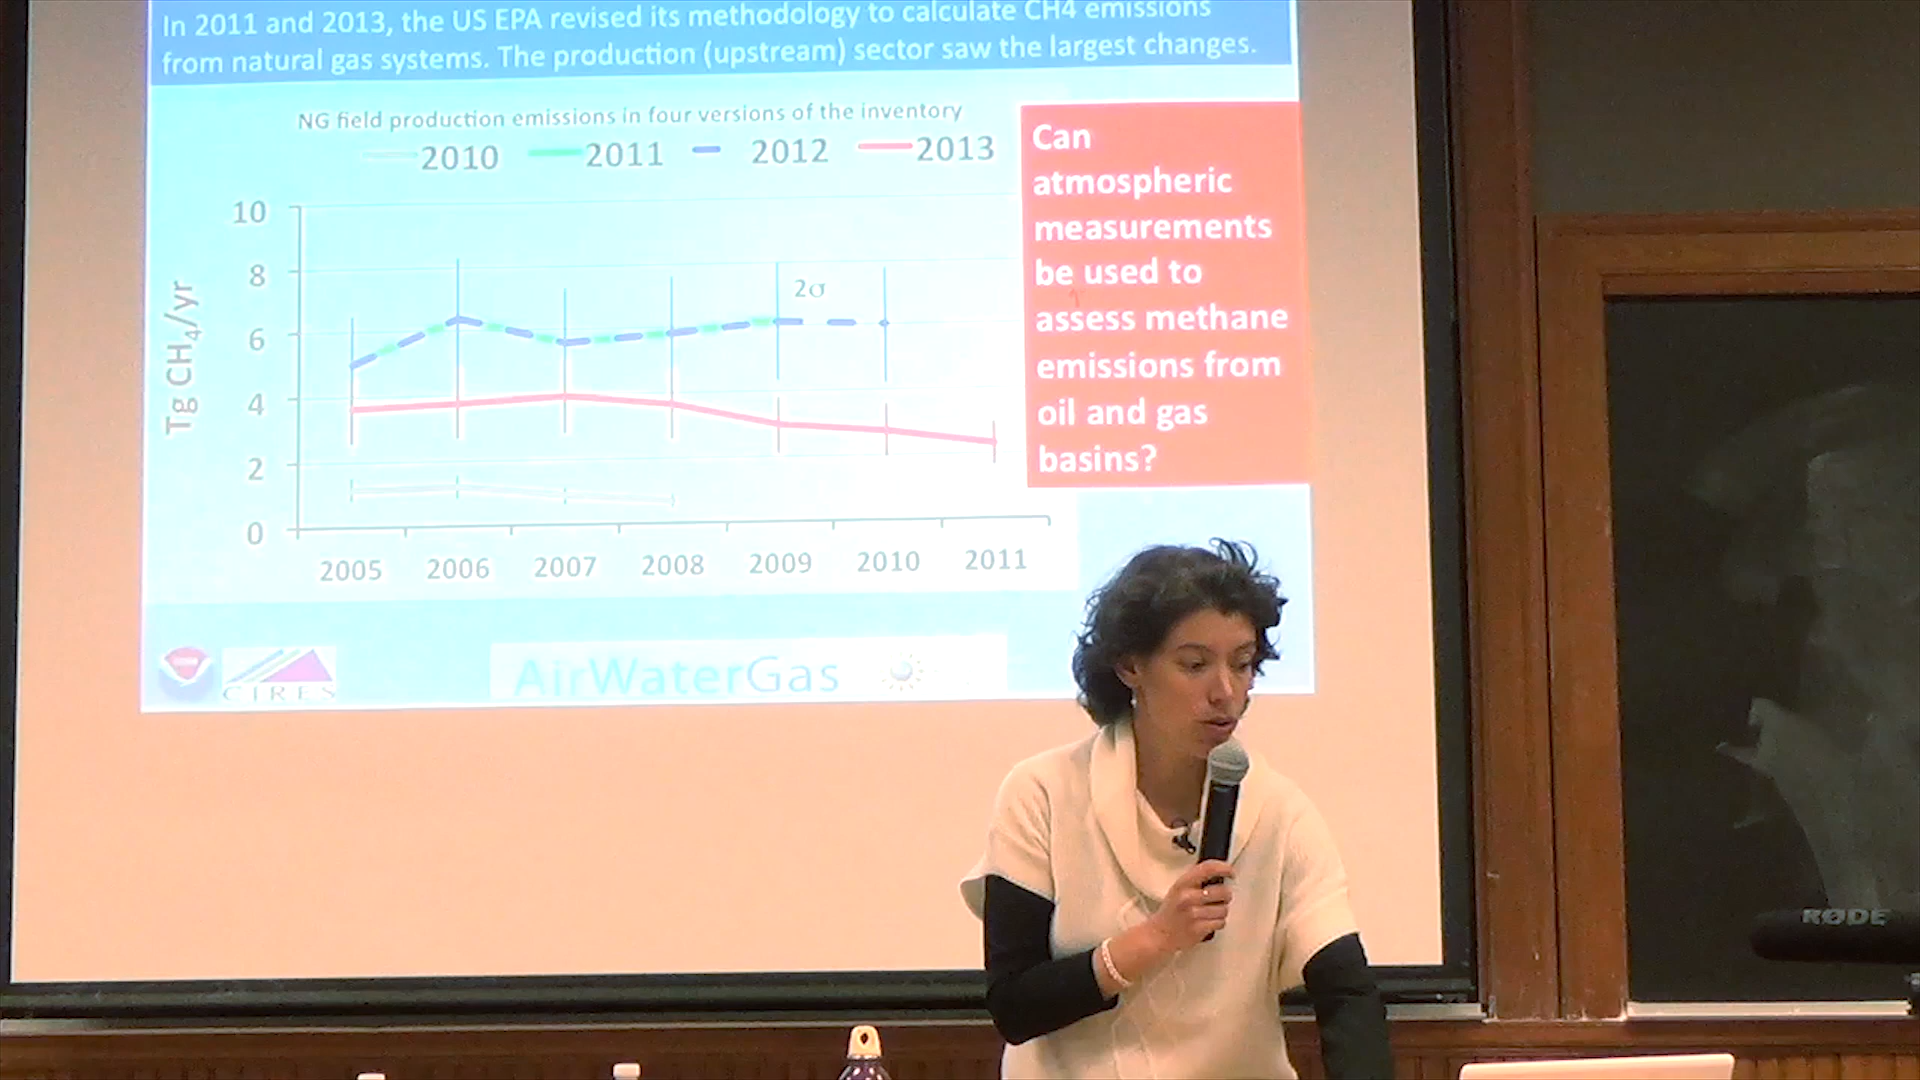 In 2011 and 2013, the US EPA revised its methodology to calculate CH4 emissions
from natural gas systems. The production (upstream) sector saw the largest changes.
NG field production emissions in four versions of the inventory
2010 2011 2012 2013
Tg CH₄/yr
10
8
6
4
2
0
2σ
2005 2006 2007 2008 2009 2010 2011
Can
atmospheric
measurements
be used to
assess methane
emissions from
oil and gas
basins?
CIRES
AirWaterGas
RØDE